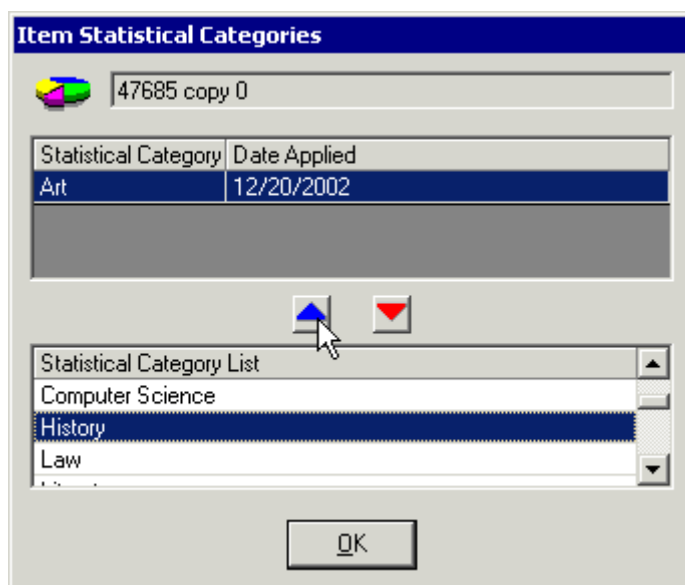 Item Statistical Categories
47685 copy 0
Statistical Category Date Applied
Art 12/20/2002
Statistical Category List
Computer Science
History
Law
OK